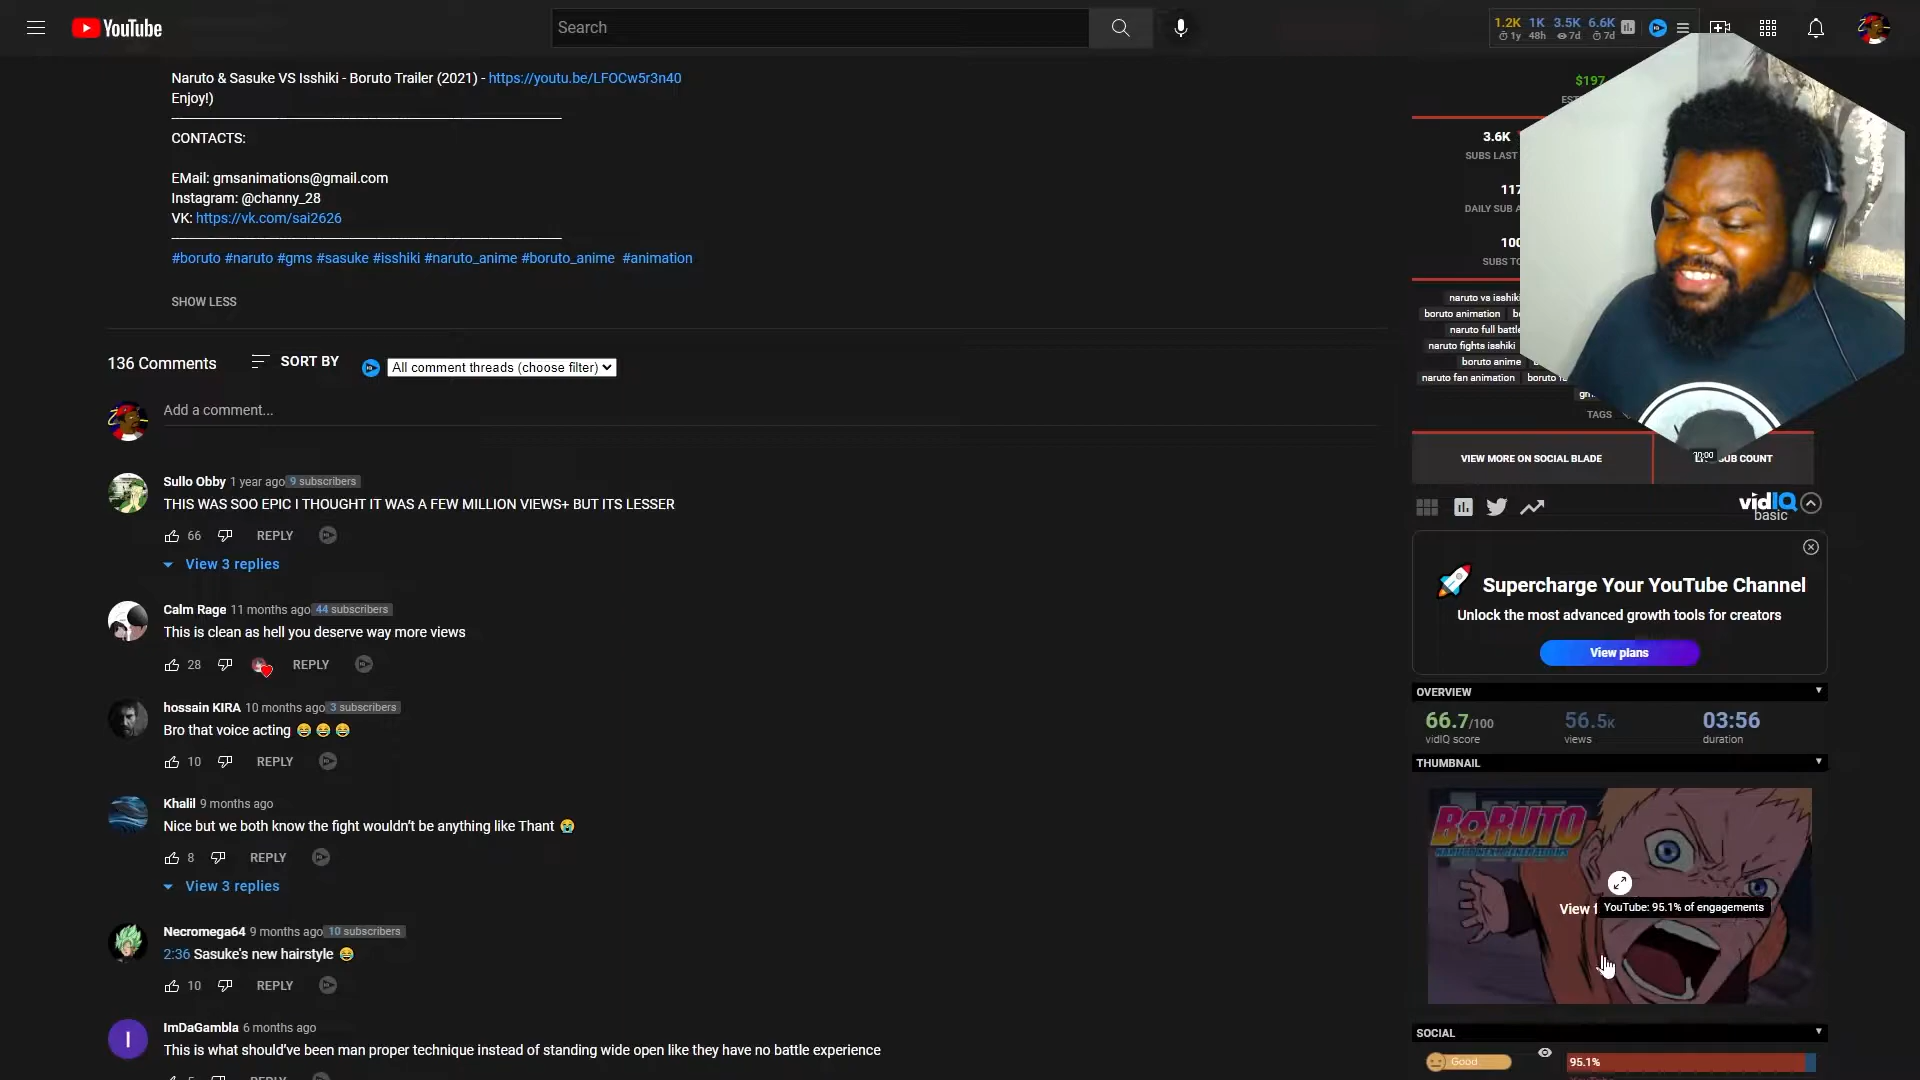 YouTube
Search
1.2K 1K 3.5K 6.6K
1y 48h 7d 7d
Naruto & Sasuke VS Isshiki - Boruto Trailer (2021) - https://youtu.be/LFOCw5r3n40
Enjoy!)
CONTACTS:
EMail: gmsanimations@gmail.com
Instagram: @channy_28
VK: https://vk.com/sai2626
#boruto #naruto #gms #sasuke #isshiki #naruto_anime #boruto_anime #animation
SHOW LESS
136 Comments
SORT BY
All comment threads (choose filter)
Add a comment...
Sullo Obby 1 year ago 9 subscribers
THIS WAS SOO EPIC I THOUGHT IT WAS A FEW MILLION VIEWS+ BUT ITS LESSER
66 REPLY
View 3 replies
Calm Rage 11 months ago 44 subscribers
This is clean as hell you deserve way more views
28 REPLY
hossain KIRA 10 months ago 3 subscribers
Bro that voice acting 😂 😂 😂
10 REPLY
Khalil 9 months ago
Nice but we both know the fight wouldn't be anything like Thant 😭
8 REPLY
View 3 replies
Necromega64 9 months ago 10 subscribers
2:36 Sasuke's new hairstyle 😂
10 REPLY
I
ImDaGambla 6 months ago
This is what should've been man proper technique instead of standing wide open like they have no battle experience
REPLY
$197
3.6K
SUBS LAST
117
DAILY SUB
100
SUBS
naruto vs isshiki
boruto animation
naruto full battle
naruto fights isshiki
boruto anime
naruto fan animation
TAGS
VIEW MORE ON SOCIAL BLADE
SUB COUNT
vidIQ
basic
Supercharge Your YouTube Channel
Unlock the most advanced growth tools for creators
View plans
OVERVIEW
66.7/100 56.5K 03:56
vidIQ score views duration
THUMBNAIL
BORUTO
NARUTO NEXT GENERATIONS
View
YouTube: 95.1% of engagements
SOCIAL
Good
95.1%